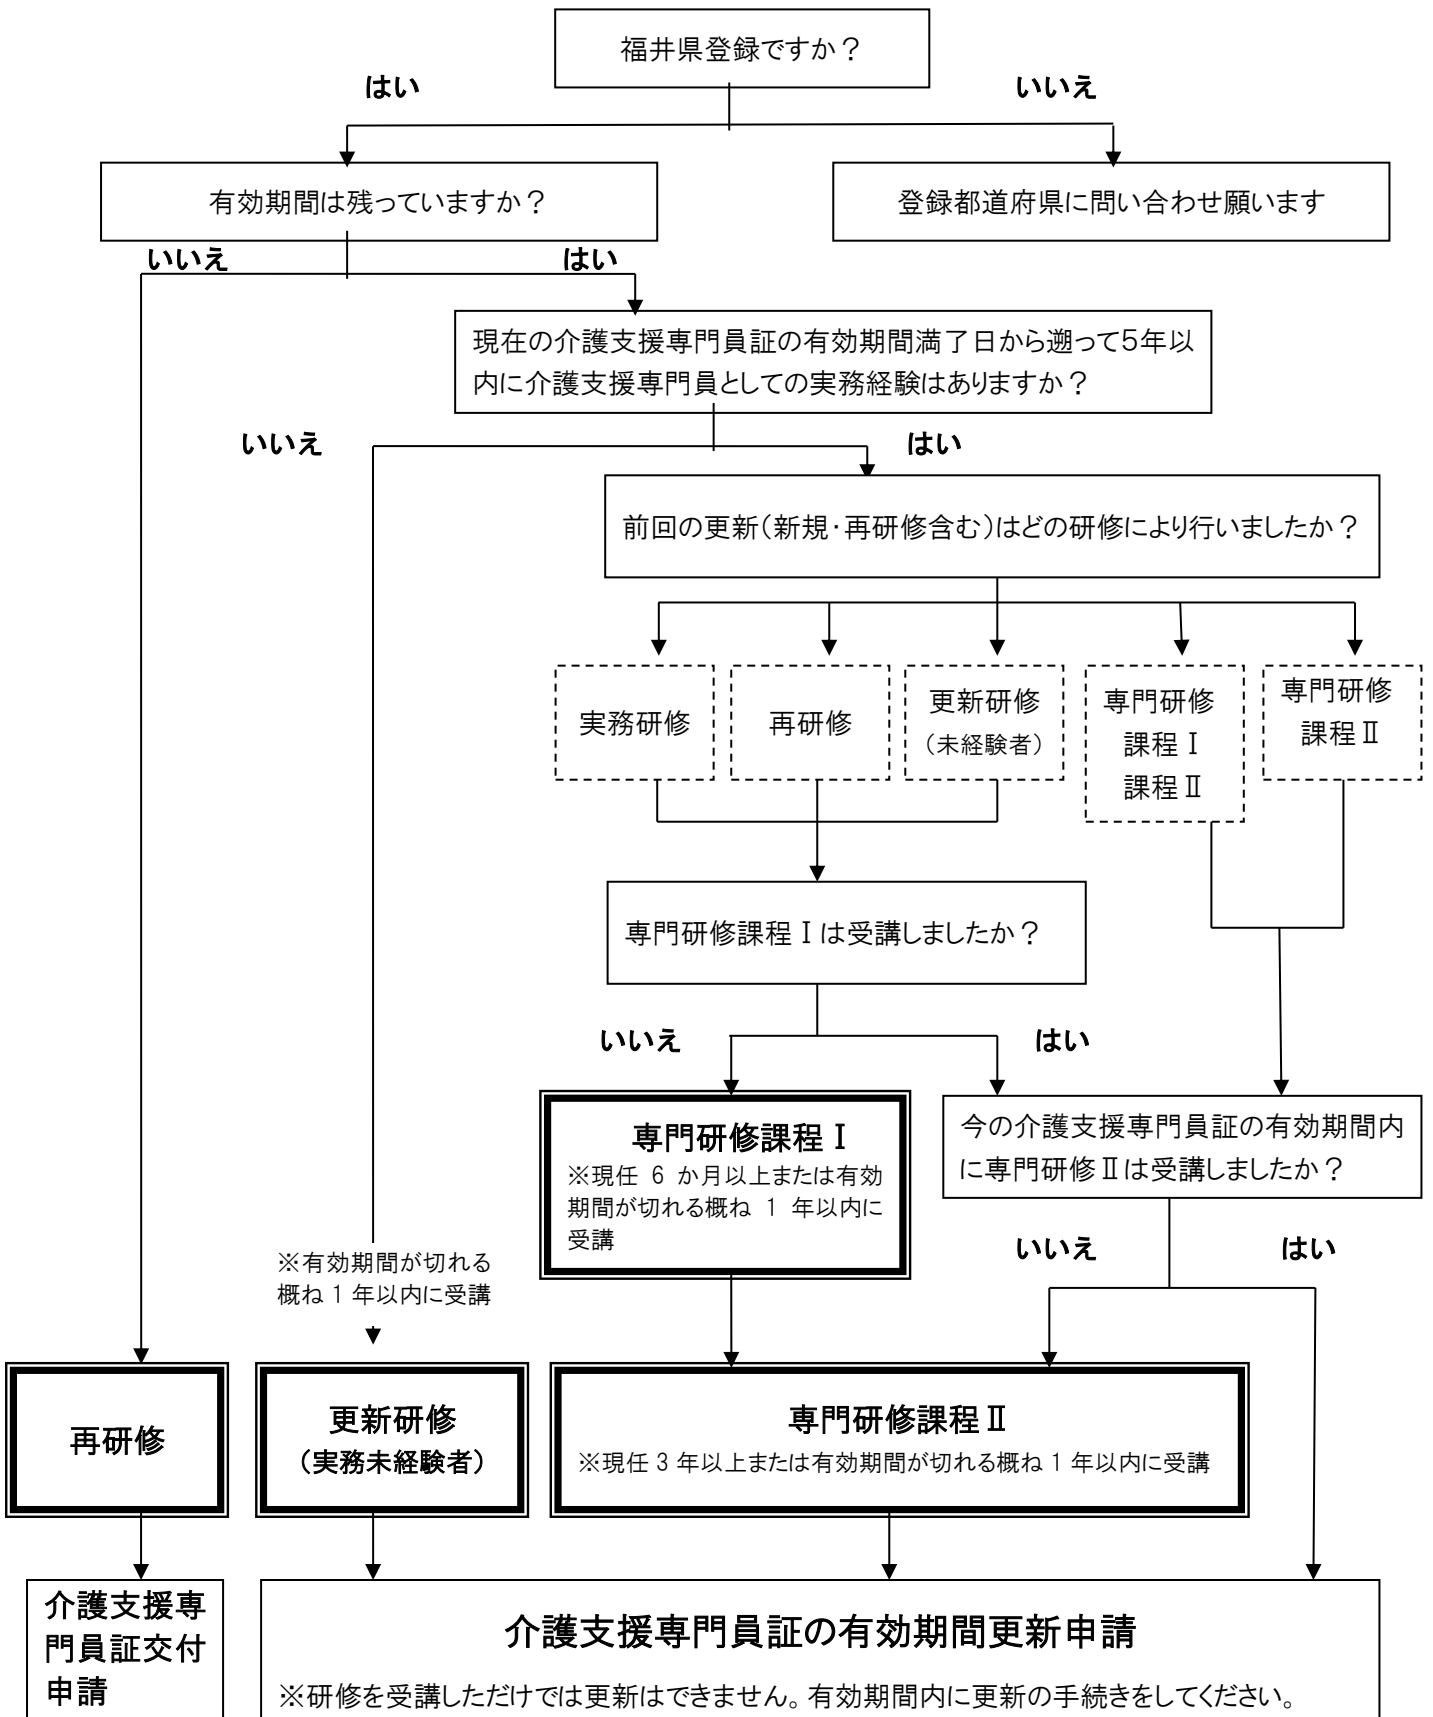 福井県登録ですか？
はい
いいえ
有効期間は残っていますか？
登録都道府県に問い合わせ願います
いいえ
はい
現在の介護支援専門員証の有効期間満了日から遡って５年以
内に介護支援専門員としての実務経験はありますか？
いいえ
はい
前回の更新（新規・再研修含む）はどの研修により行いましたか？
実務研修
再研修
更新研修
（未経験者）
専門研修
課程Ⅰ
課程Ⅱ
専門研修
課程Ⅱ
専門研修課程Ⅰは受講しましたか？
いいえ
はい
専門研修課程Ⅰ
※現任 6 か月以上または有効
期間が切れる概ね 1 年以内に
受講
今の介護支援専門員証の有効期間内
に専門研修Ⅱは受講しましたか？
いいえ
はい
※有効期間が切れる
概ね 1 年以内に受講
再研修
更新研修
（実務未経験者）
専門研修課程Ⅱ
※現任 3 年以上または有効期間が切れる概ね 1 年以内に受講
介護支援専
門員証交付
申請
介護支援専門員証の有効期間更新申請
※研修を受講しただけでは更新はできません。有効期間内に更新の手続きをしてください。